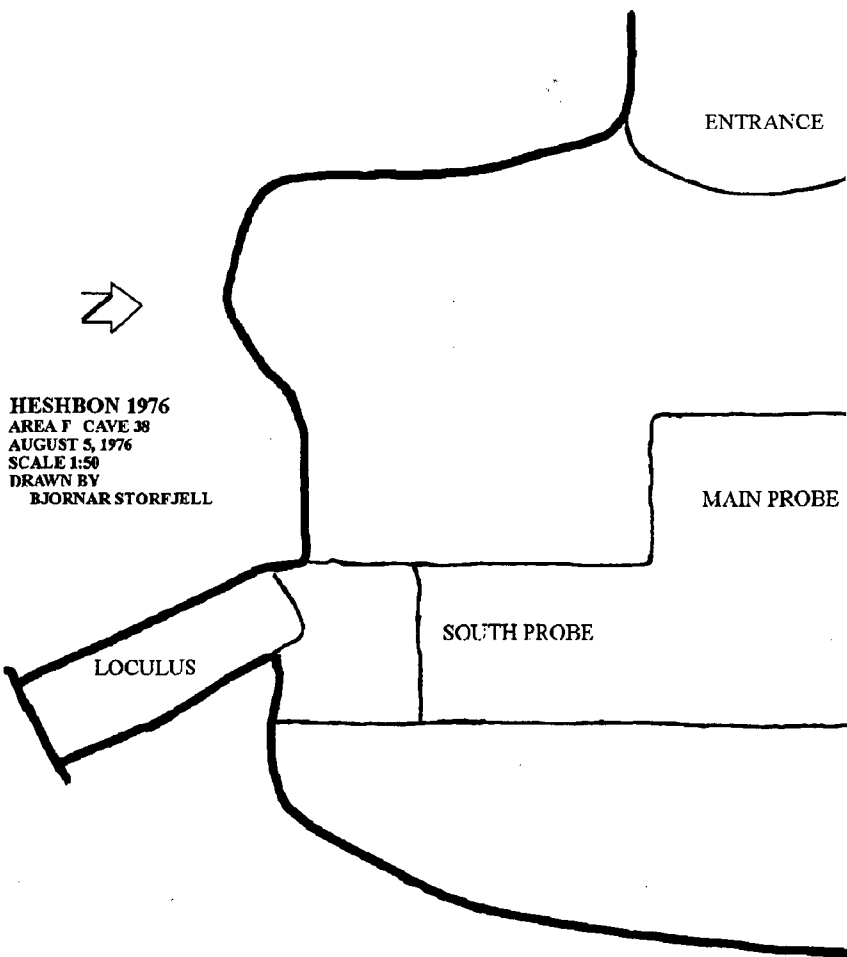 ENTRANCE
HESHBON 1976
AREA F CAVE 38
AUGUST 5, 1976
SCALE 1:50
DRAWN BY
BJORNAR STORFJELL
MAIN PROBE
SOUTH PROBE
LOCULUS